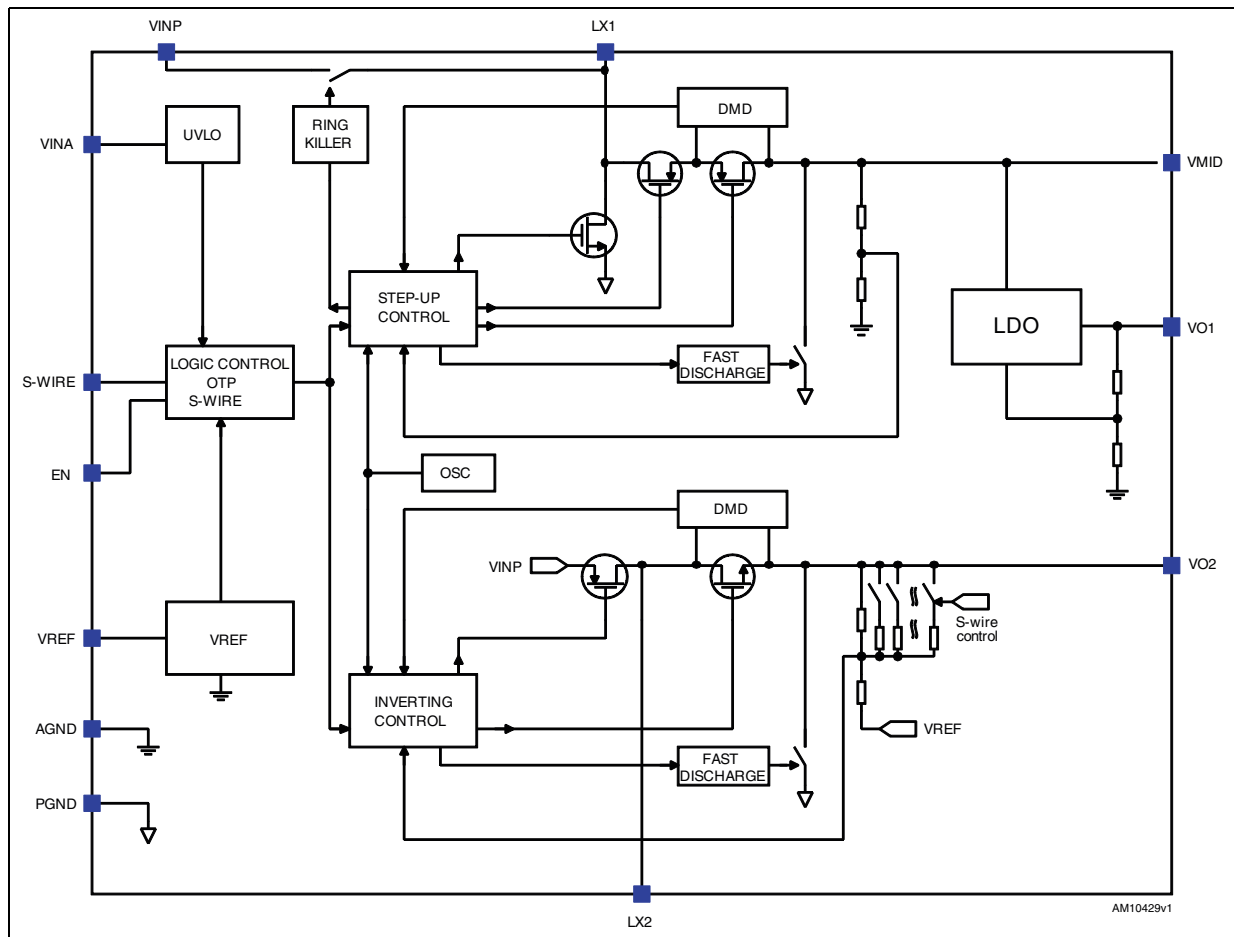 VINP
LX1
UVLO
RING
KILLER
DMD
VINA
VMID
STEP-UP
CONTROL
LDO
VO1
LOGIC CONTROL
OTP
S-WIRE
S-WIRE
FAST
DISCHARGE
EN
OSC
DMD
VINP
VO2
S-wire
control
VREF
VREF
INVERTING
CONTROL
VREF
AGND
FAST
DISCHARGE
PGND
LX2
AM10429v1